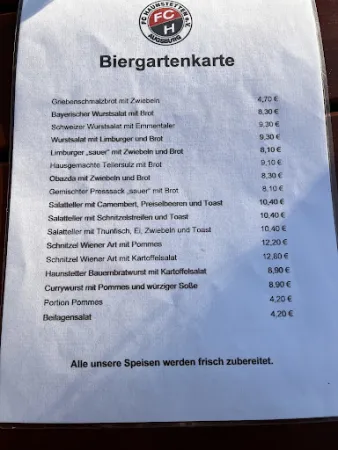 FC HAUNSTETTEN e.V.
FC
H
AUGSBURG
Biergartenkarte
Griebenschmalzbrot mit Zwiebeln 4,70 €
Bayerischer Wurstsalat mit Brot 8,30 €
Schweizer Wurstsalat mit Emmentaler 9,30 €
Wurstsalat mit Limburger und Brot 9,30 €
Limburger „sauer" mit Zwiebeln und Brot 8,10 €
Hausgemachte Tellersulz mit Brot 9,10 €
Obazda mit Zwiebeln und Brot 8,30 €
Gemischter Presssack „sauer" mit Brot 8,10 €
Salatteller mit Camembert, Preiselbeeren und Toast 10,40 €
Salatteller mit Schnitzelstreifen und Toast 10,40 €
Salatteller mit Thunfisch, Ei, Zwiebeln und Toast 10,40 €
Schnitzel Wiener Art mit Pommes 12,20 €
Schnitzel Wiener Art mit Kartoffelsalat 12,60 €
Haunstetter Bauernbratwurst mit Kartoffelsalat 8,90 €
Currywurst mit Pommes und würziger Soße 8,90 €
Portion Pommes 4,20 €
Beilagensalat 4,20 €
Alle unsere Speisen werden frisch zubereitet.